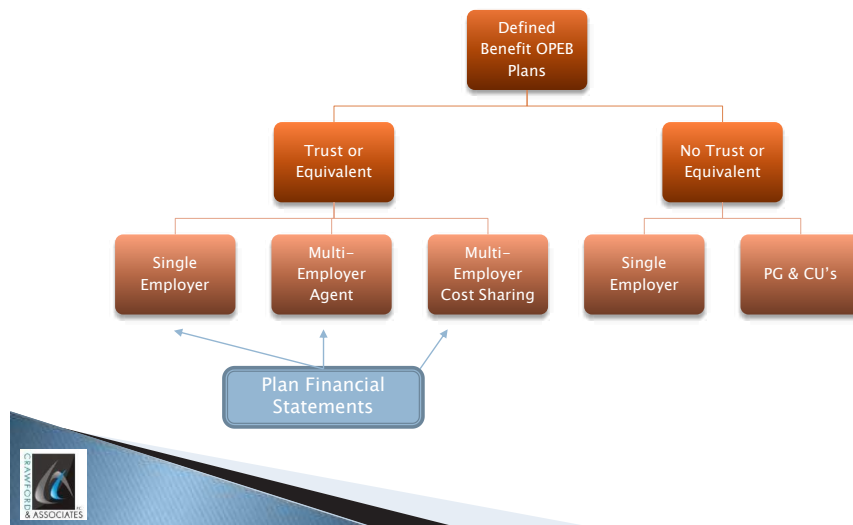 Defined
Benefit OPEB
Plans
Trust or
Equivalent
No Trust or
Equivalent
Single
Employer
Multi-
Employer
Agent
Multi-
Employer
Cost Sharing
Single
Employer
PG & CU's
Plan Financial
Statements
CRAWFORD
& ASSOCIATES